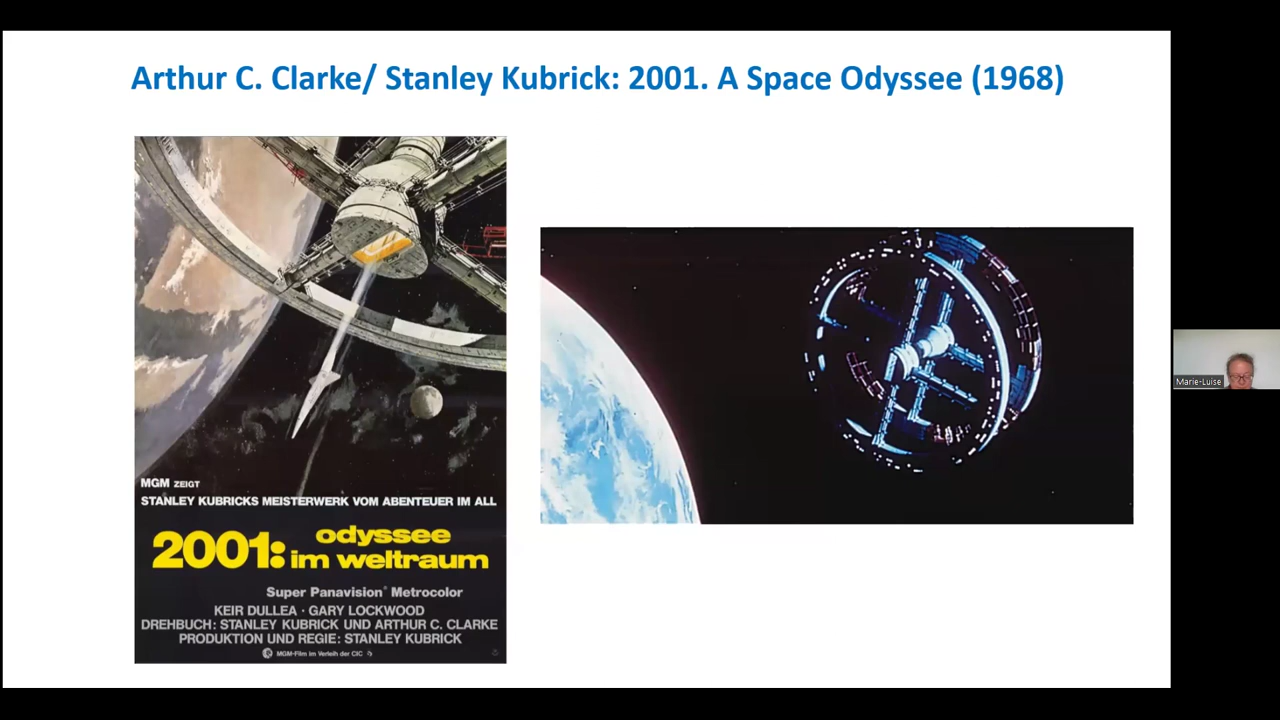 Arthur C. Clarke/ Stanley Kubrick: 2001. A Space Odyssee (1968)
MGM ZEIGT
STANLEY KUBRICKS MEISTERWERK VOM ABENTEUER IM ALL
2001: odyssee
im weltraum
Super Panavision® Metrocolor
KEIR DULLEA · GARY LOCKWOOD
DREHBUCH: STANLEY KUBRICK UND ARTHUR C. CLARKE
PRODUKTION UND REGIE: STANLEY KUBRICK
MGM-Film im Verleih der CIC
Marie-Luise